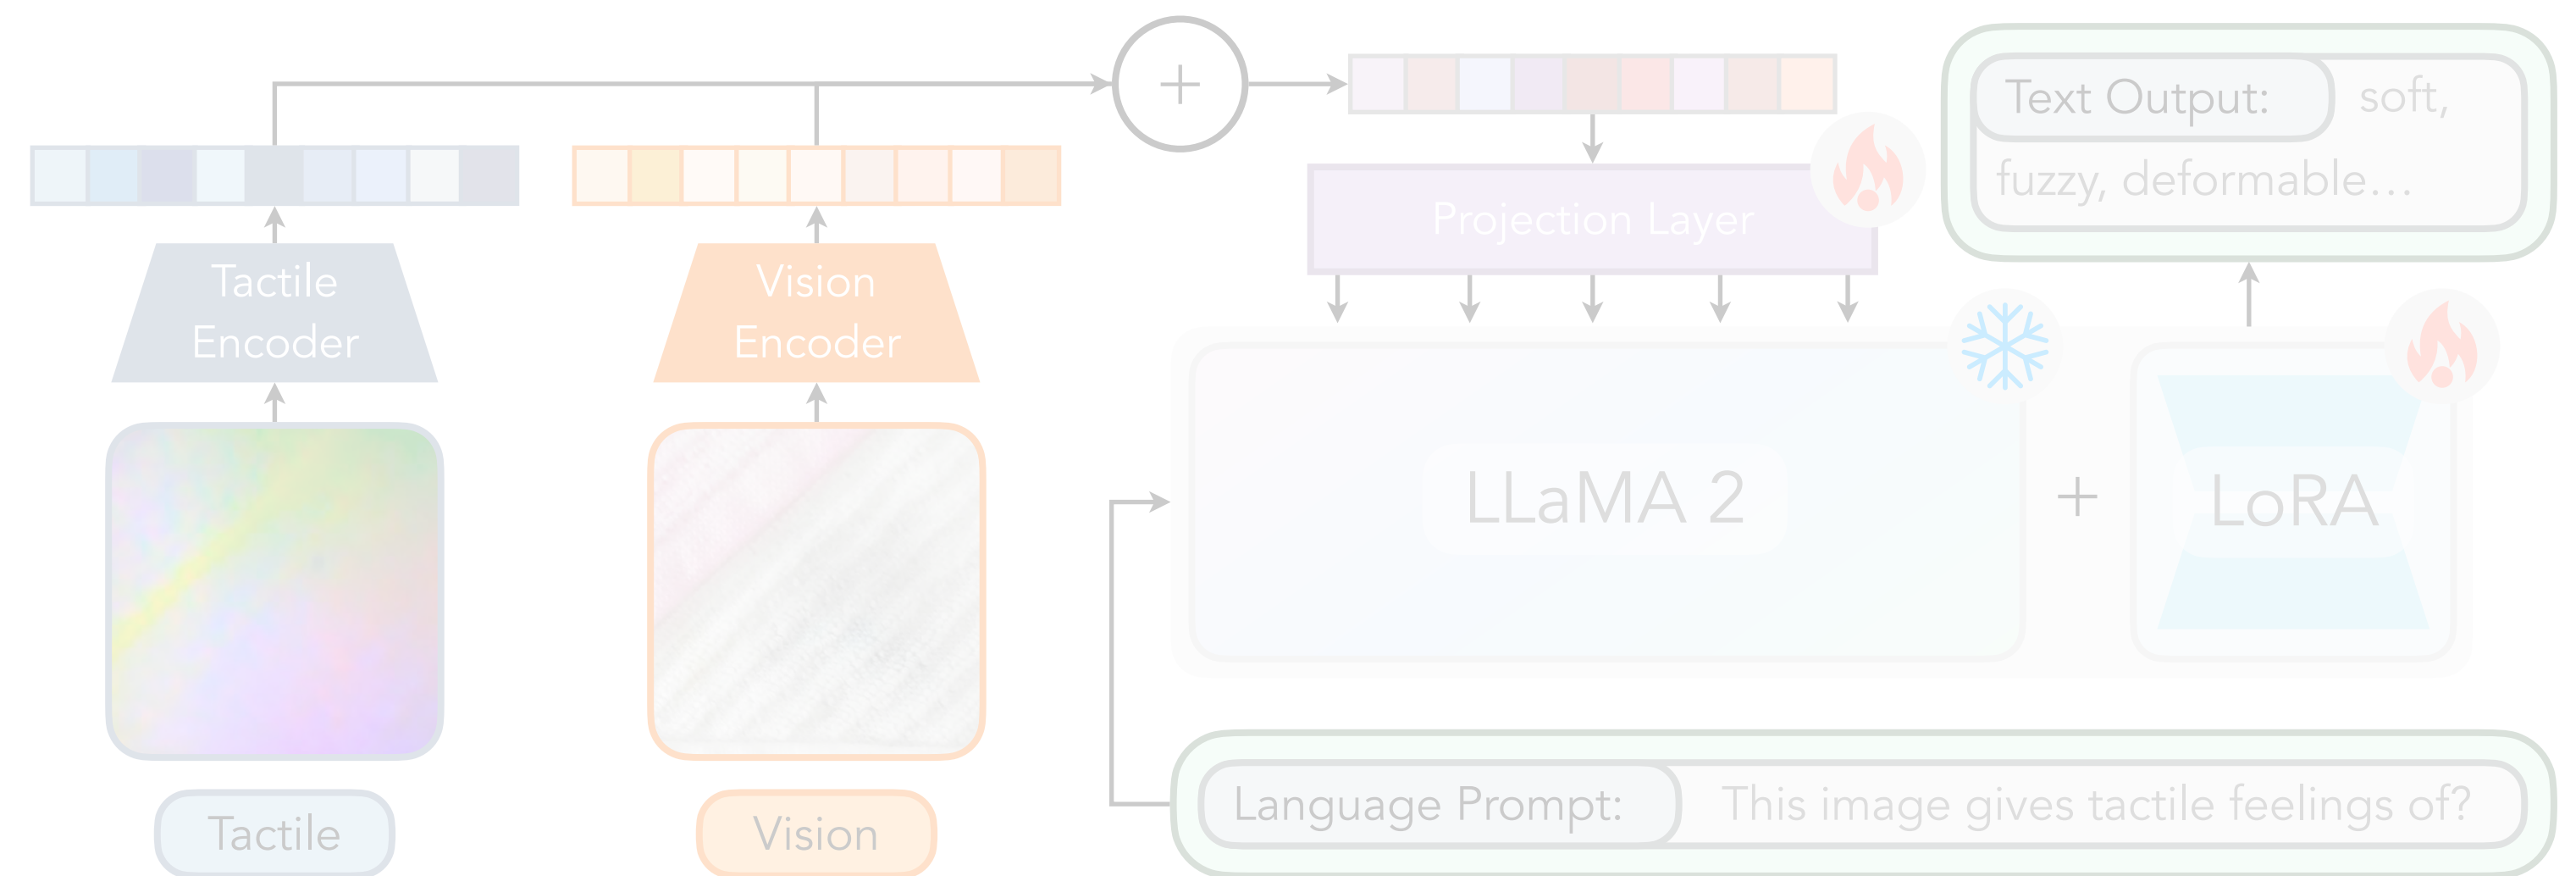 Tactile
Encoder
Tactile
Vision
Encoder
Vision
+
Projection Layer
LLaMA 2
+
LoRA
Text Output: soft,
fuzzy, deformable...
Language Prompt: This image gives tactile feelings of?